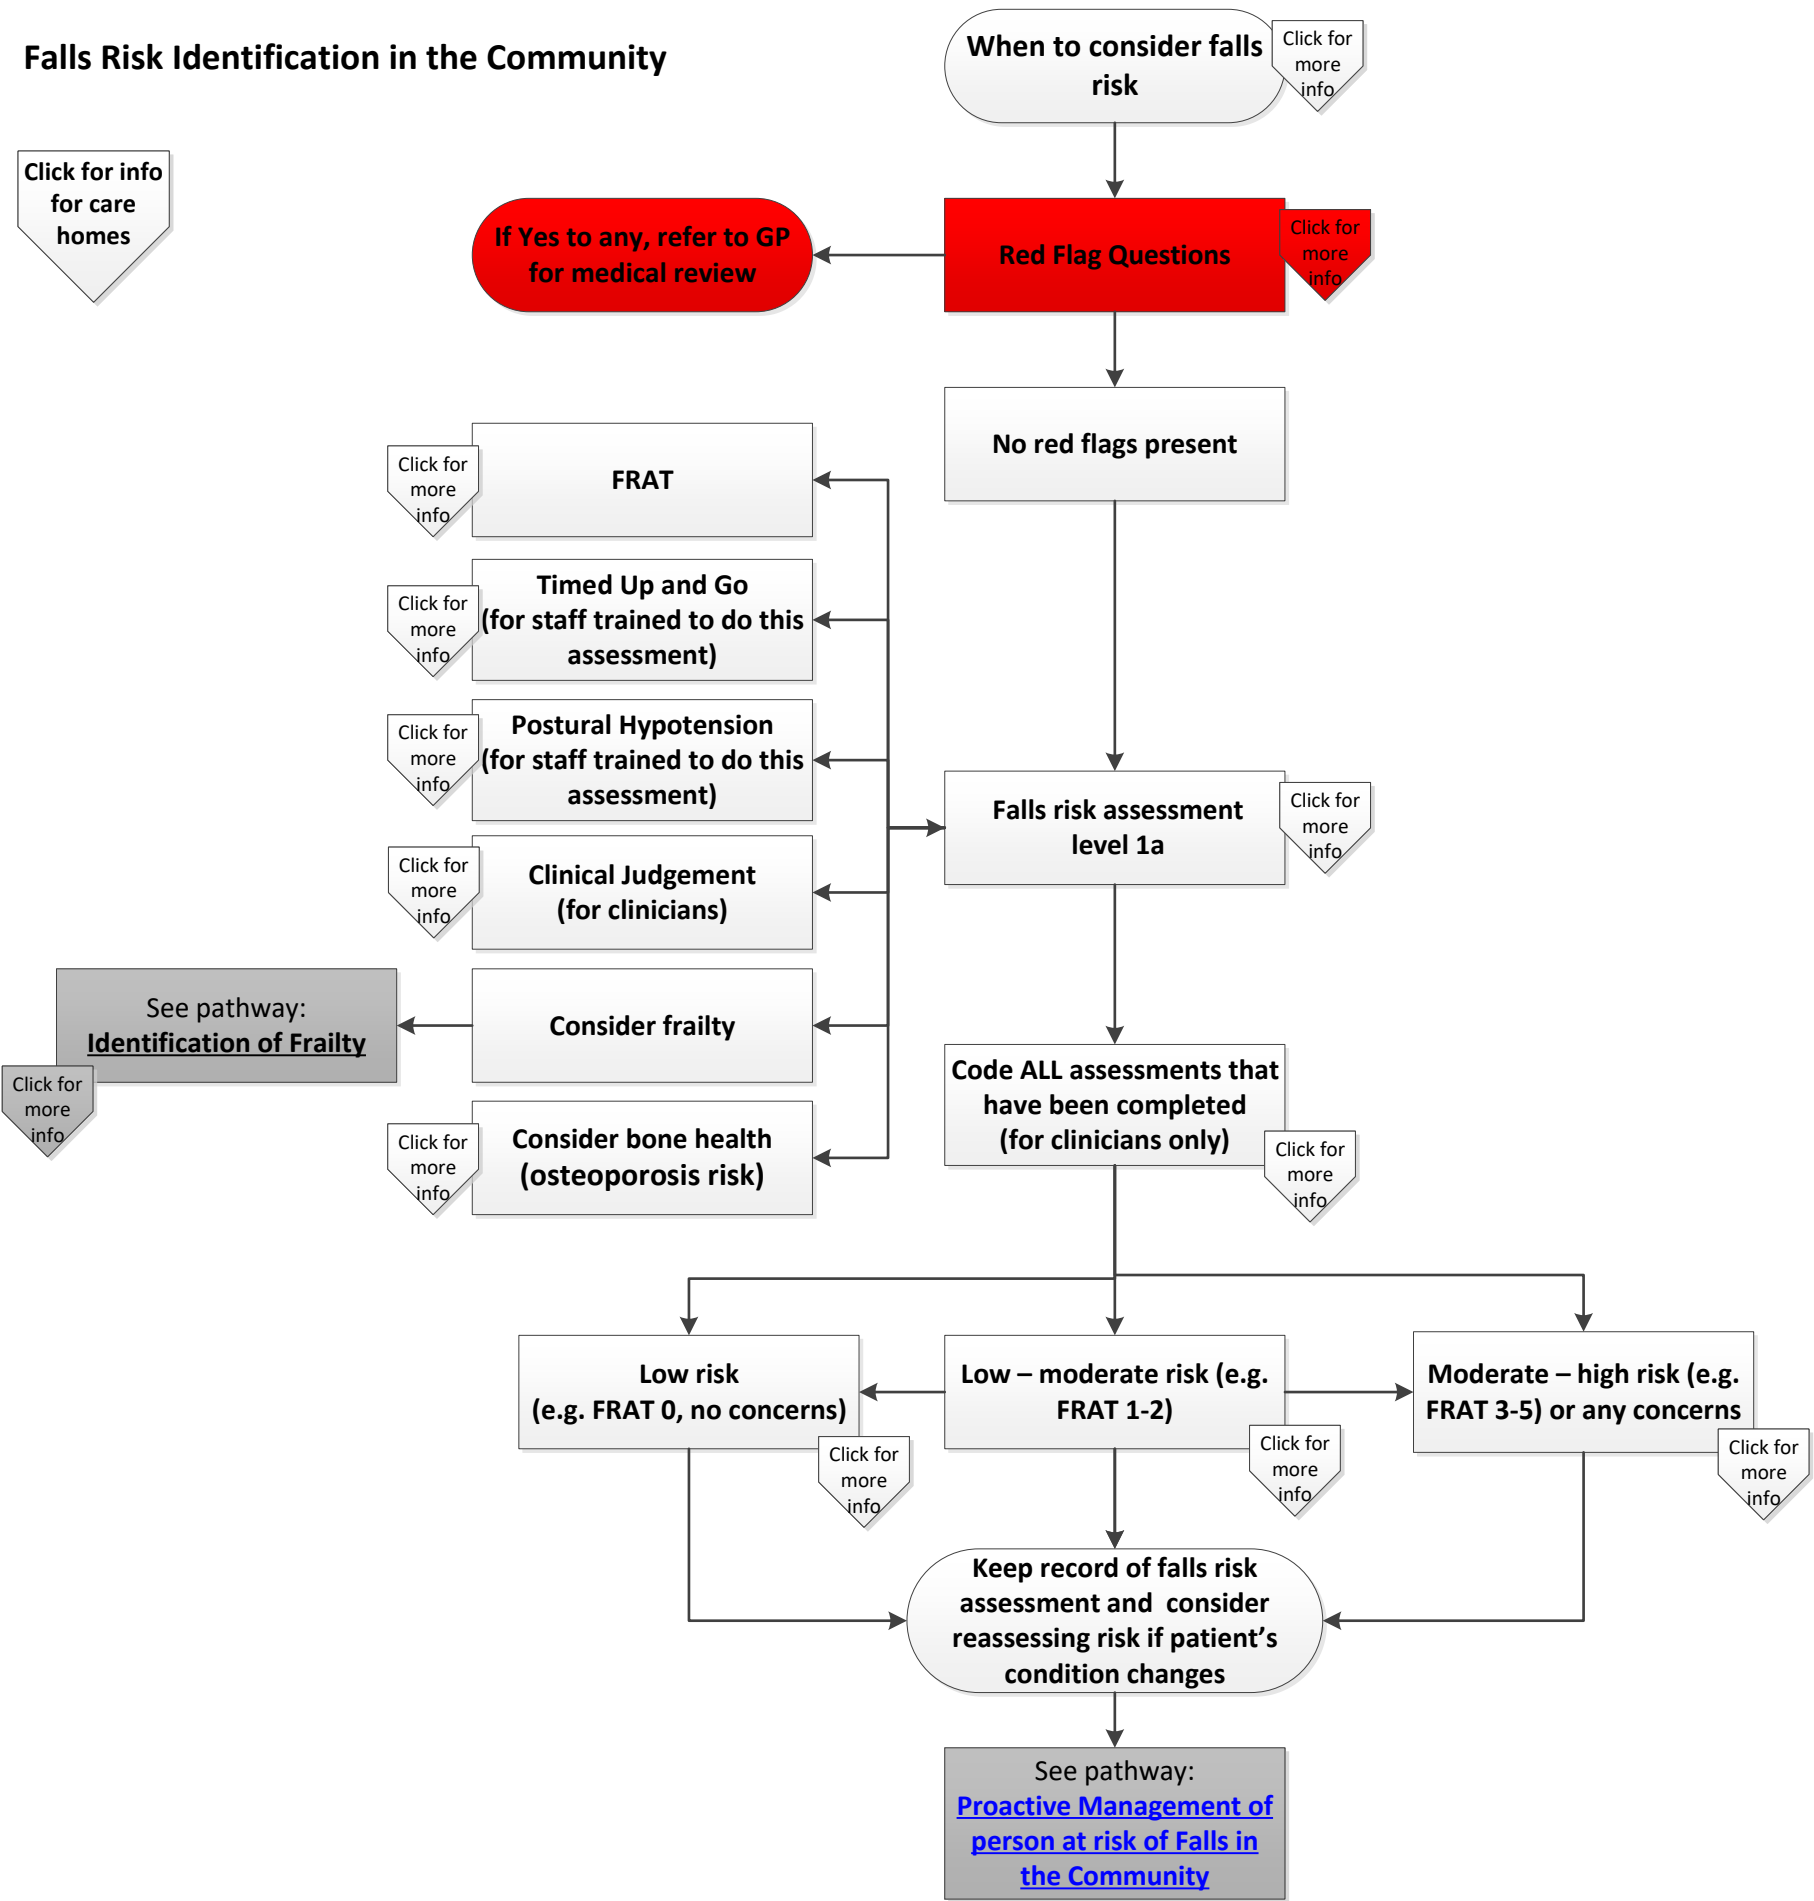 Falls Risk Identification in the Community
When to consider falls
risk
Click for
more
info
Click for info
for care
homes
If Yes to any, refer to GP
for medical review
Red Flag Questions
Click for
more
info
No red flags present
Click for
more
info
FRAT
Click for
more
info
Timed Up and Go
(for staff trained to do this
assessment)
Click for
more
info
Postural Hypotension
(for staff trained to do this
assessment)
Falls risk assessment
level 1a
Click for
more
info
Click for
more
info
Clinical Judgement
(for clinicians)
See pathway:
Identification of Frailty
Click for
more
info
Consider frailty
Code ALL assessments that
have been completed
(for clinicians only)
Click for
more
info
Click for
more
info
Consider bone health
(osteoporosis risk)
Low risk
(e.g. FRAT 0, no concerns)
Click for
more
info
Low – moderate risk (e.g.
FRAT 1-2)
Click for
more
info
Moderate – high risk (e.g.
FRAT 3-5) or any concerns
Click for
more
info
Keep record of falls risk
assessment and consider
reassessing risk if patient’s
condition changes
See pathway:
Proactive Management of
person at risk of Falls in
the Community